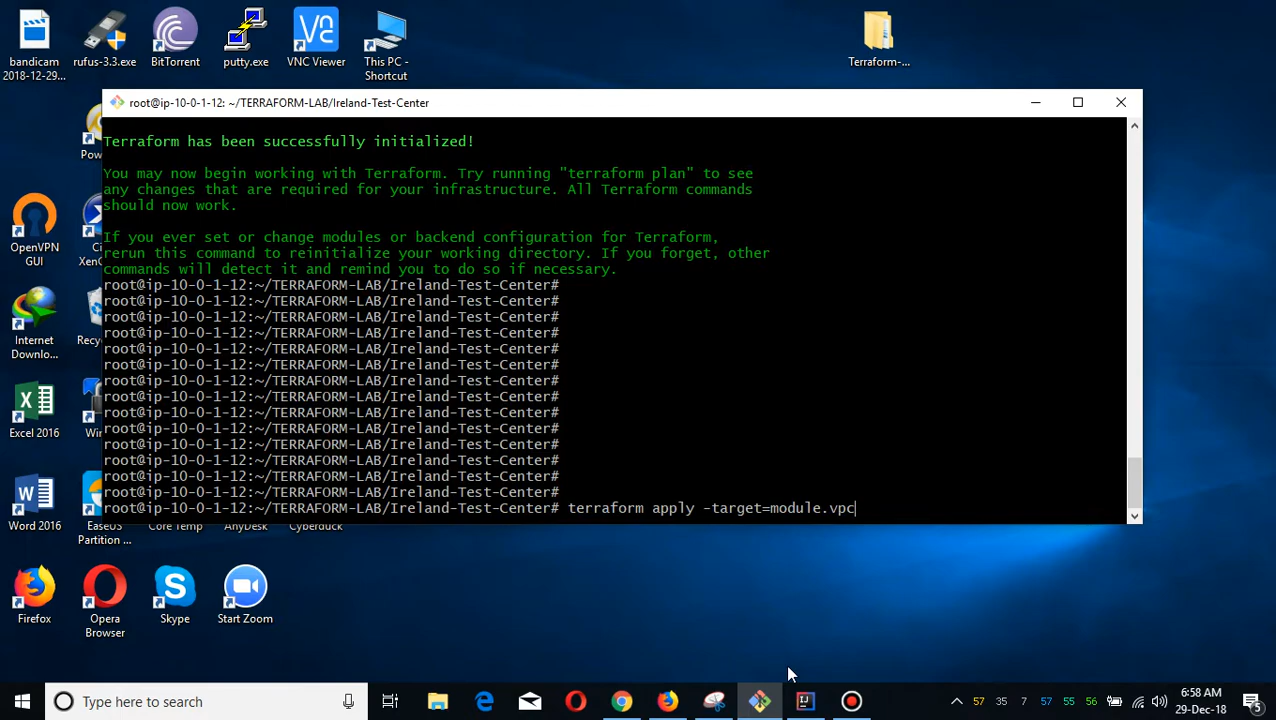 bandicam
2018-12-29...
rufus-3.3.exe
BitTorrent
putty.exe
VNC Viewer
This PC -
Shortcut
Terraform-...
root@ip-10-0-1-12: ~/TERRAFORM-LAB/Ireland-Test-Center
Terraform has been successfully initialized!
You may now begin working with Terraform. Try running "terraform plan" to see
any changes that are required for your infrastructure. All Terraform commands
should now work.
If you ever set or change modules or backend configuration for Terraform,
rerun this command to reinitialize your working directory. If you forget, other
commands will detect it and remind you to do so if necessary.
root@ip-10-0-1-12:~/TERRAFORM-LAB/Ireland-Test-Center#
root@ip-10-0-1-12:~/TERRAFORM-LAB/Ireland-Test-Center#
root@ip-10-0-1-12:~/TERRAFORM-LAB/Ireland-Test-Center#
root@ip-10-0-1-12:~/TERRAFORM-LAB/Ireland-Test-Center#
root@ip-10-0-1-12:~/TERRAFORM-LAB/Ireland-Test-Center#
root@ip-10-0-1-12:~/TERRAFORM-LAB/Ireland-Test-Center#
root@ip-10-0-1-12:~/TERRAFORM-LAB/Ireland-Test-Center#
root@ip-10-0-1-12:~/TERRAFORM-LAB/Ireland-Test-Center#
root@ip-10-0-1-12:~/TERRAFORM-LAB/Ireland-Test-Center#
root@ip-10-0-1-12:~/TERRAFORM-LAB/Ireland-Test-Center#
root@ip-10-0-1-12:~/TERRAFORM-LAB/Ireland-Test-Center#
root@ip-10-0-1-12:~/TERRAFORM-LAB/Ireland-Test-Center#
root@ip-10-0-1-12:~/TERRAFORM-LAB/Ireland-Test-Center#
root@ip-10-0-1-12:~/TERRAFORM-LAB/Ireland-Test-Center#
root@ip-10-0-1-12:~/TERRAFORM-LAB/Ireland-Test-Center# terraform apply -target=module.vpc
Pow
OpenVPN
GUI
C
Xen
Internet
Downlo...
Recy
Excel 2016
Win
Word 2016
EaseUS
Partition ...
Core Temp
Cyberduck
Firefox
Opera
Browser
Skype
Start Zoom
Type here to search
57
35
7
57
55
56
6:58 AM
29-Dec-18
5